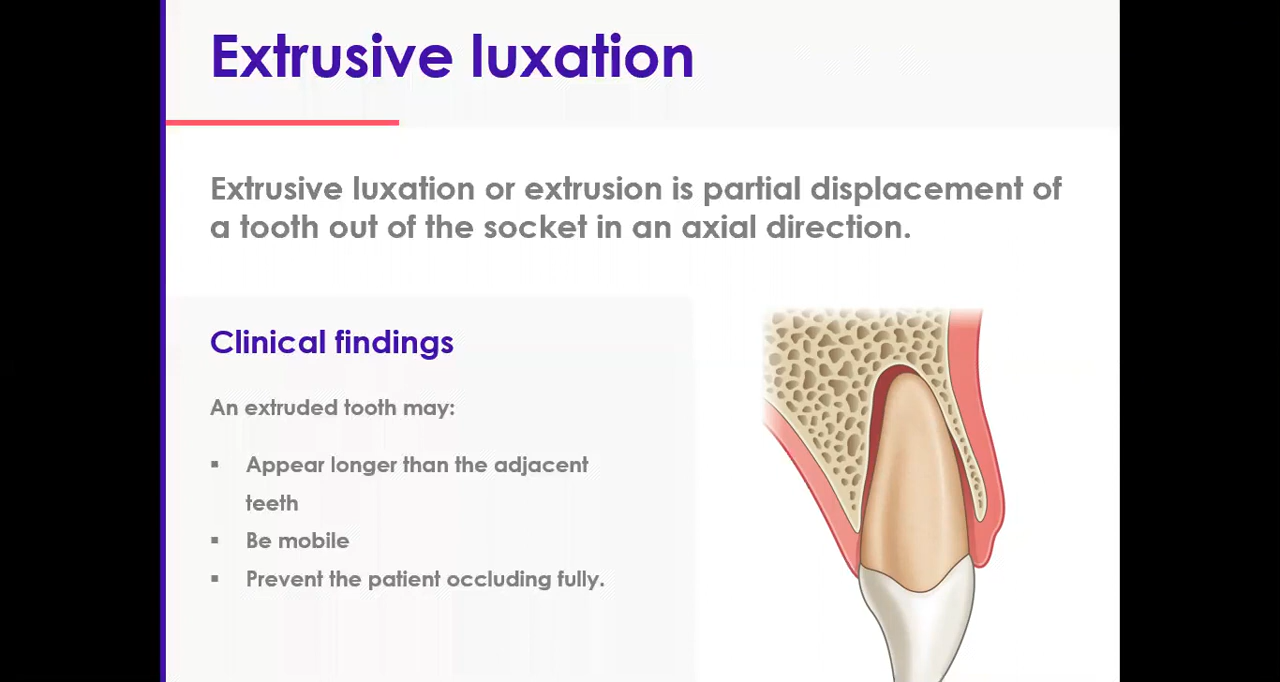 Extrusive luxation
Extrusive luxation or extrusion is partial displacement of
a tooth out of the socket in an axial direction.
Clinical findings
An extruded tooth may:
▪ Appear longer than the adjacent
teeth
▪ Be mobile
▪ Prevent the patient occluding fully.